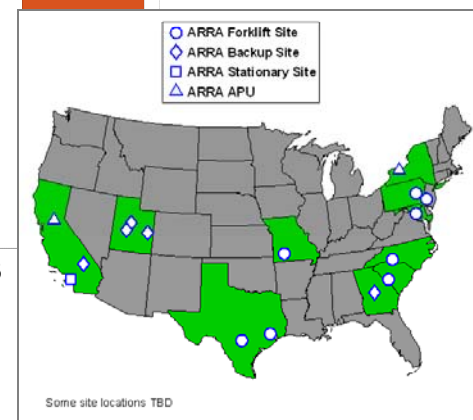 ARRA Forklift Site
ARRA Backup Site
ARRA Stationary Site
ARRA APU
Some site locations TBD